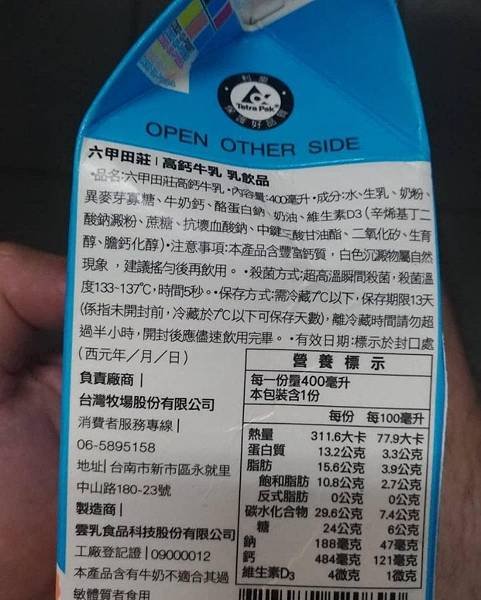 利樂
Tetra Pak
保護好品質
OPEN OTHER SIDE
六甲田莊 | 高鈣牛乳 乳飲品
•品名:六甲田莊高鈣牛乳•內容量:400毫升•成分:水、生乳、奶粉、
異麥芽寡糖、牛奶鈣、酪蛋白鈉、奶油、維生素D3(辛烯基丁二
酸鈉澱粉、蔗糖、抗壞血酸鈉、中鏈三酸甘油酯、二氧化矽、生育
醇、膽鈣化醇)•注意事項:本產品含豐富鈣質,白色沉澱物屬自然
現象,建議搖勻後再飲用。•殺菌方式:超高溫瞬間殺菌,殺菌溫
度133-137℃,時間5秒。•保存方式:需冷藏7℃以下,保存期限13天
(係指未開封前,冷藏於7℃以下可保存天數),離冷藏時間請勿超
過半小時,開封後應儘速飲用完畢。•有效日期:標示於封口處
(西元年/月/日)
負責廠商 |
台灣牧場股份有限公司
消費者服務專線 |
06-5895158
地址 | 台南市新市區永就里
中山路180-23號
製造商 |
雲乳食品科技股份有限公司
工廠登記證 | 09000012
本產品含有牛奶不適合其過
敏體質者食用
營養標示
每一份量400毫升
本包裝含1份
每份 每100毫升
熱量 311.6大卡 77.9大卡
蛋白質 13.2公克 3.3公克
脂肪 15.6公克 3.9公克
飽和脂肪 10.8公克 2.7公克
反式脂肪 0公克 0公克
碳水化合物 29.6公克 7.4公克
糖 24公克 6公克
鈉 188毫克 47毫克
鈣 484毫克 121毫克
維生素D3 4微克 1微克